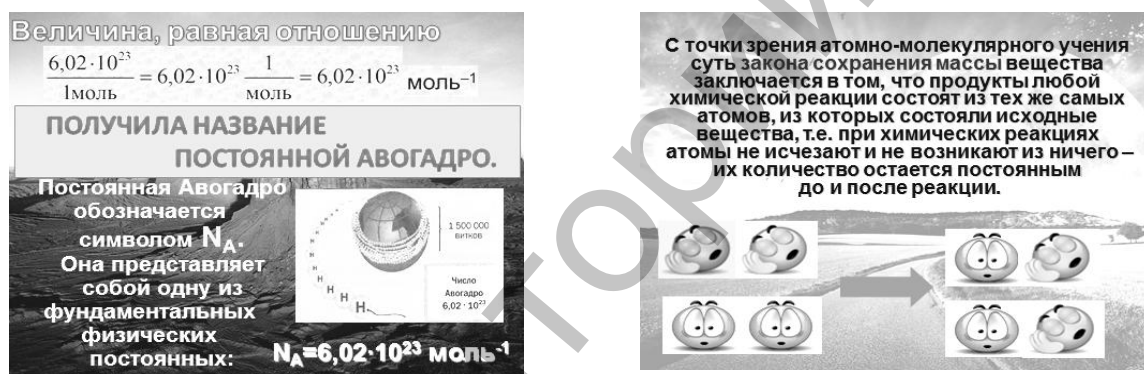 Величина, равная отношению
6,02·10²³ / 1моль = 6,02·10²³ 1/моль = 6,02·10²³ моль⁻¹
ПОЛУЧИЛА НАЗВАНИЕ
ПОСТОЯННОЙ АВОГАДРО.
Постоянная Авогадро
обозначается
символом N_A.
Она представляет
собой одну из
фундаментальных
физических
постоянных:
1 500 000
витков
Число
Авогадро
6,02 · 10²³
Н Н Н Н Н Н Н Н Н
N_A=6,02·10²³ моль⁻¹
С точки зрения атомно-молекулярного учения
суть закона сохранения массы вещества
заключается в том, что продукты любой
химической реакции состоят из тех же самых
атомов, из которых состояли исходные
вещества, т.е. при химических реакциях
атомы не исчезают и не возникают из ничего –
их количество остается постоянным
до и после реакции.